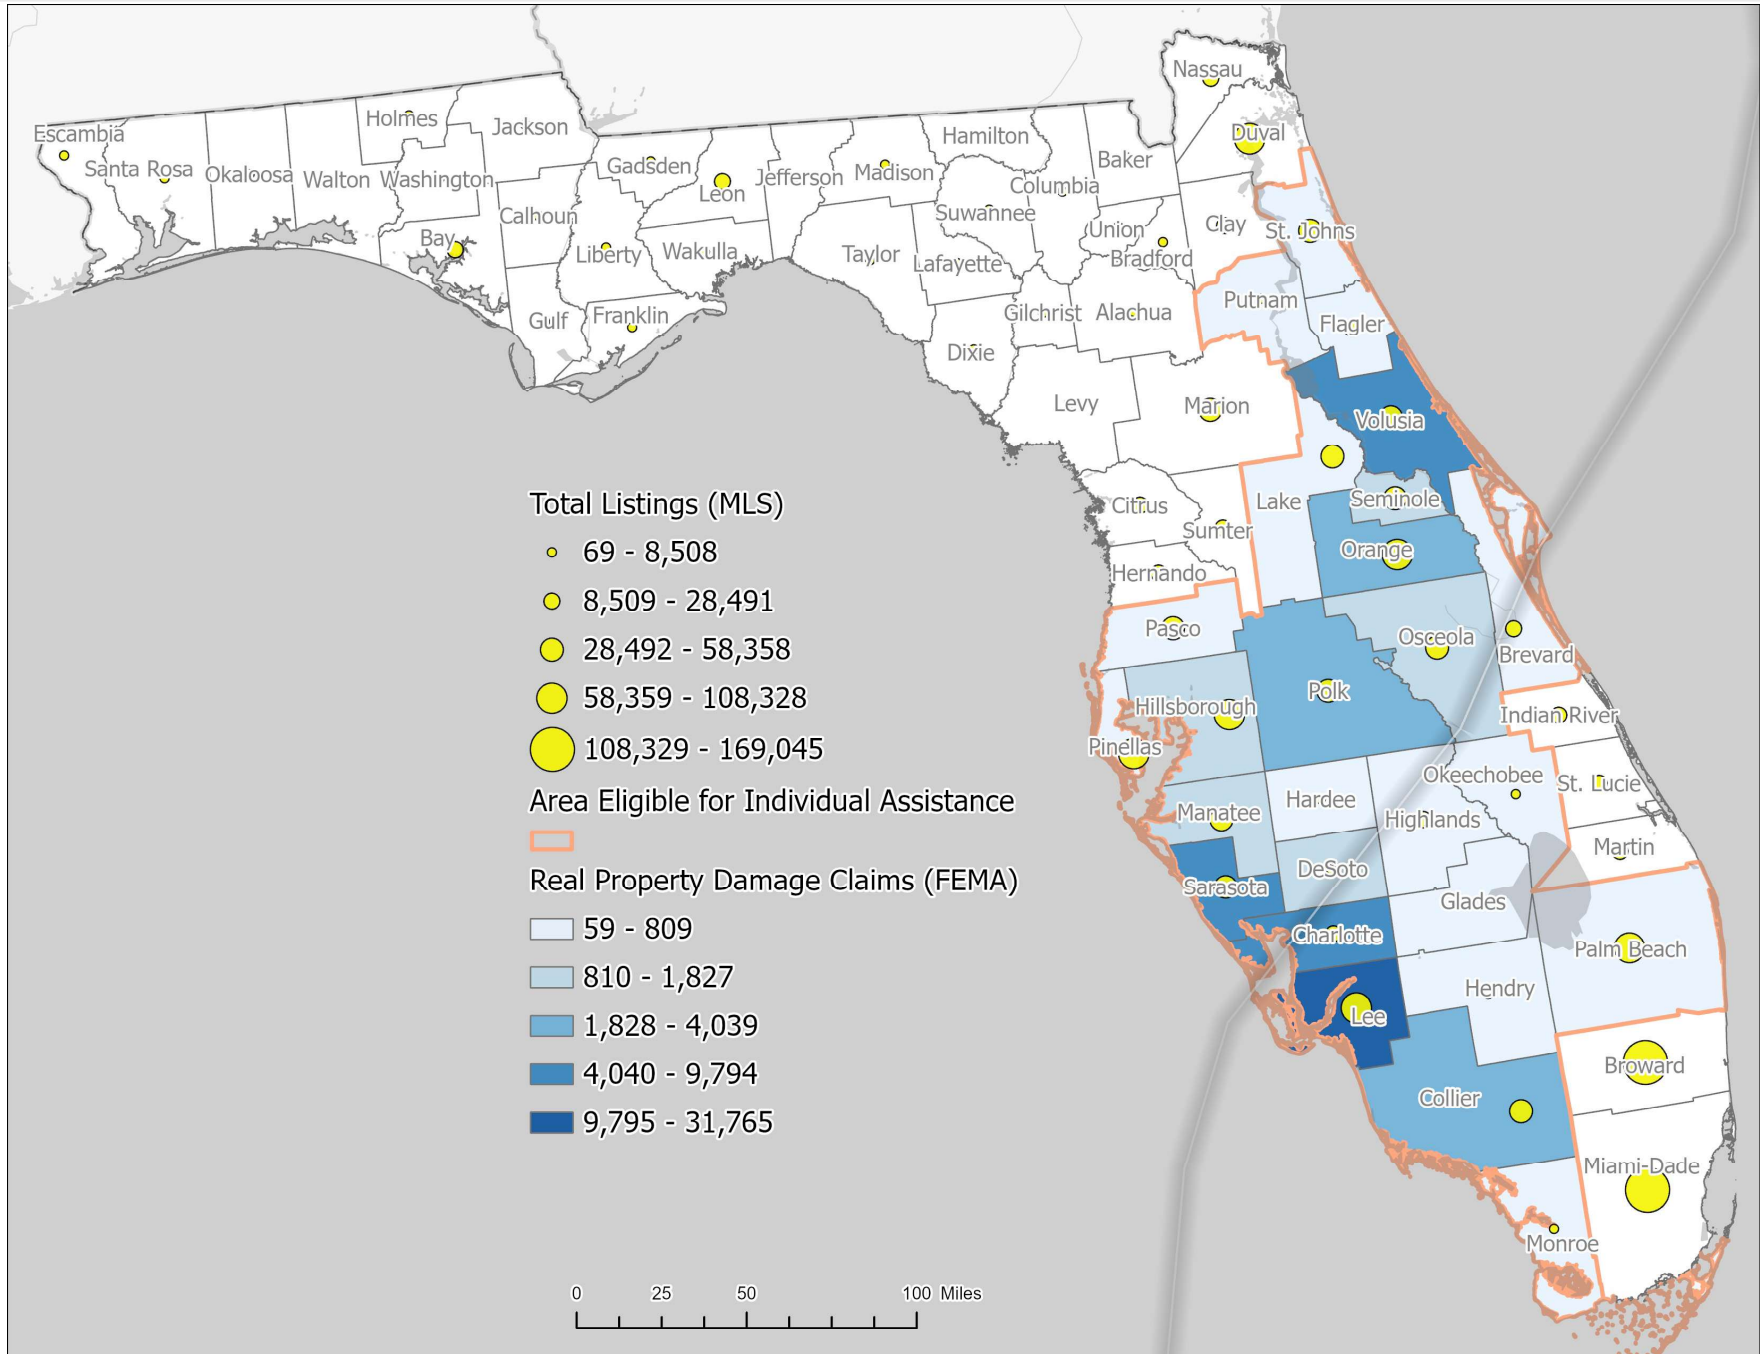 Nassau
Duval
Escambia
Santa Rosa
Okaloosa
Walton
Holmes
Washington
Jackson
Bay
Calhoun
Gulf
Gadsden
Liberty
Franklin
Leon
Wakulla
Jefferson
Madison
Taylor
Hamilton
Suwannee
Lafayette
Dixie
Columbia
Baker
Union
Bradford
Gilchrist
Alachua
Clay
St. Johns
Putnam
Flagler
Levy
Marion
Volusia
Citrus
Sumter
Lake
Seminole
Orange
Hernando
Pasco
Osceola
Brevard
Polk
Hillsborough
Pinellas
Indian River
Okeechobee
St. Lucie
Manatee
Hardee
Highlands
Martin
DeSoto
Sarasota
Glades
Charlotte
Palm Beach
Hendry
Lee
Broward
Collier
Miami-Dade
Monroe
Total Listings (MLS)
69 - 8,508
8,509 - 28,491
28,492 - 58,358
58,359 - 108,328
108,329 - 169,045
Area Eligible for Individual Assistance
Real Property Damage Claims (FEMA)
59 - 809
810 - 1,827
1,828 - 4,039
4,040 - 9,794
9,795 - 31,765
0 25 50 100 Miles